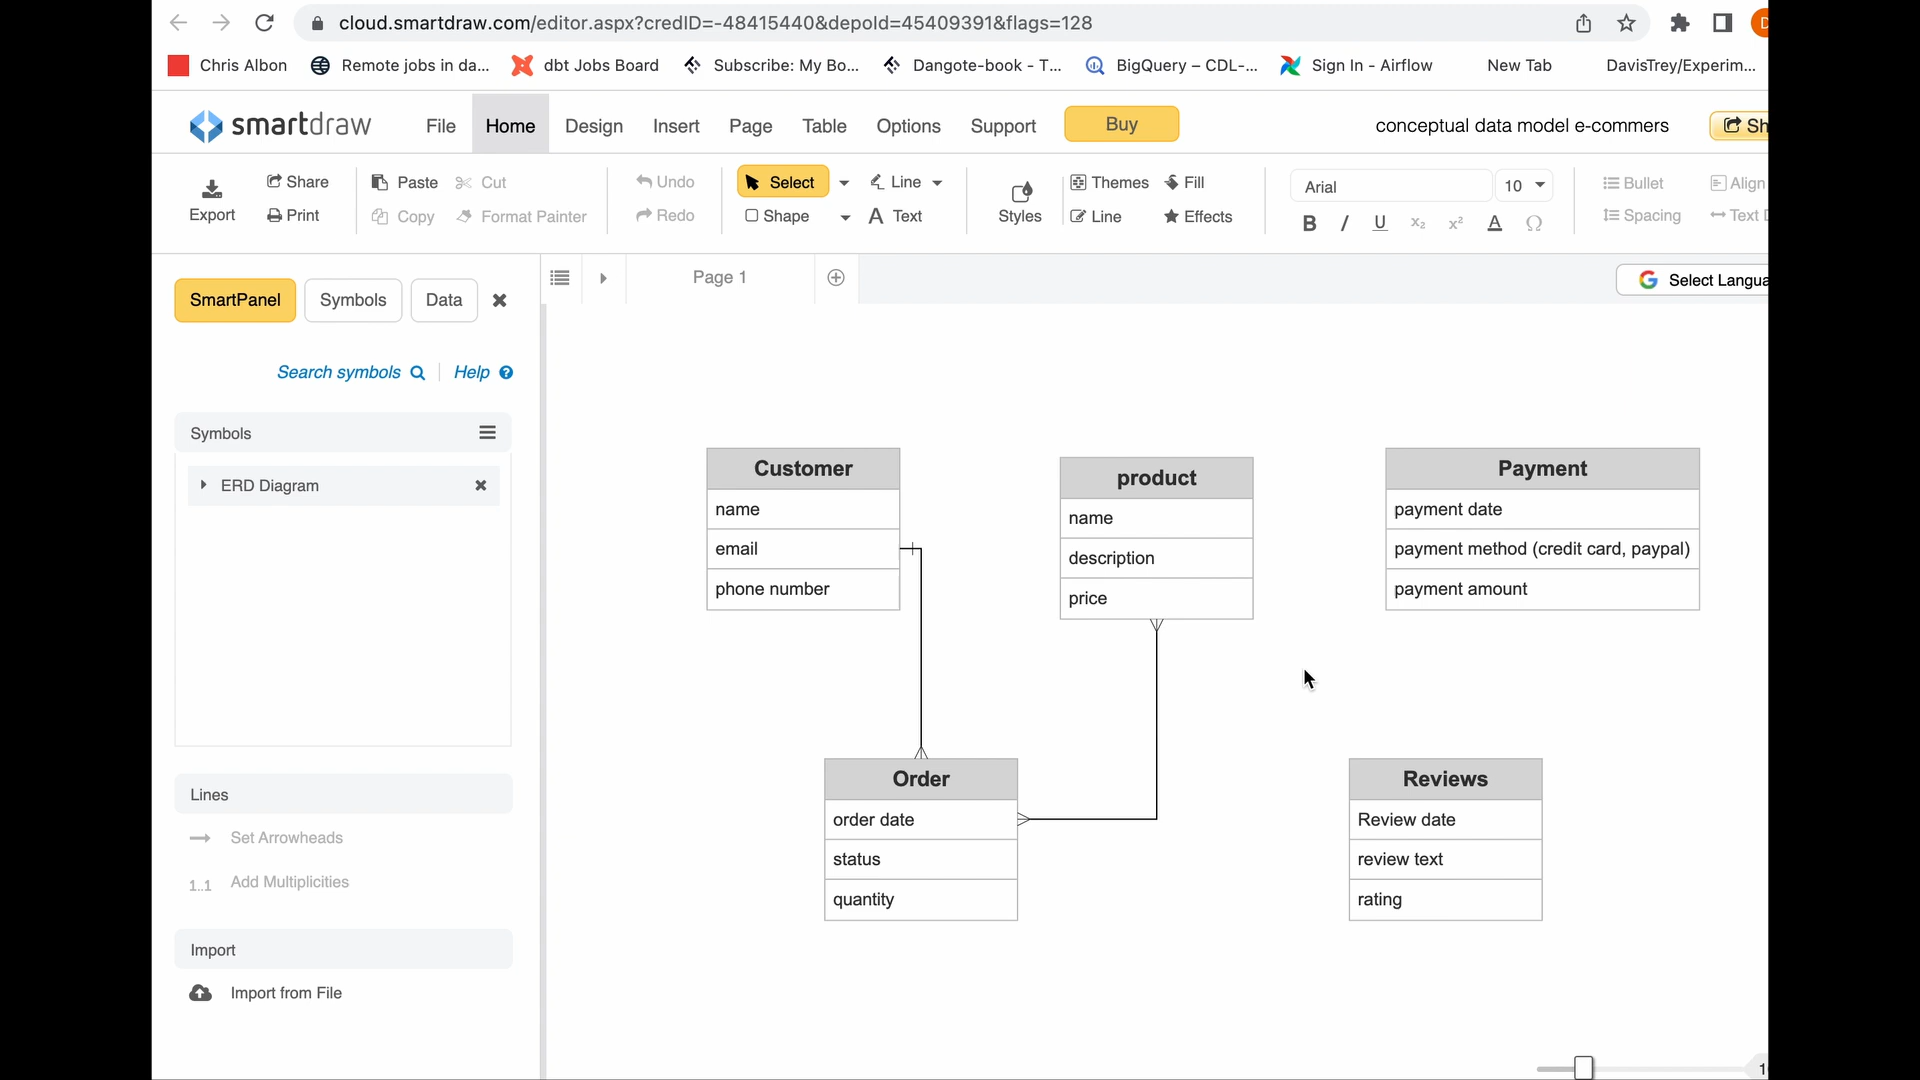 cloud.smartdraw.com/editor.aspx?credID=-48415440&depoId=45409391&flags=128
Chris Albon Remote jobs in da... dbt Jobs Board Subscribe: My Bo... Dangote-book - T... BigQuery – CDL-... Sign In - Airflow New Tab DavisTrey/Experim...
smartdraw File Home Design Insert Page Table Options Support Buy conceptual data model e-commers Sh
Export Share Print Paste Cut Copy Format Painter Undo Redo Select Line Shape A Text Styles Themes Fill Line Effects Arial 10 Bullet Align
B I U x₂ x² A Ω Spacing Text D
SmartPanel Symbols Data
Page 1
Select Langua
Search symbols Help
Symbols
ERD Diagram
Lines
Set Arrowheads
1..1 Add Multiplicities
Import
Import from File
Customer
name
email
phone number
product
name
description
price
Payment
payment date
payment method (credit card, paypal)
payment amount
Order
order date
status
quantity
Reviews
Review date
review text
rating